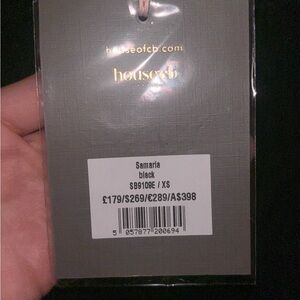 houseofcb.com
houseofcb
Samaria
black
SB9109E / XS
£179/$269/€289/A$398
5 057877 200694